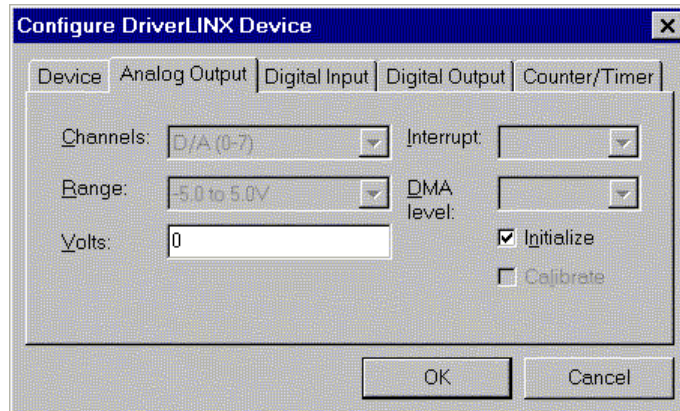 Configure DriverLINX Device
Device Analog Output Digital Input Digital Output Counter/Timer
Channels: D/A (0-7) Interrupt:
Range: -5.0 to 5.0V DMA level:
Volts: 0
Initialize
Calibrate
OK Cancel